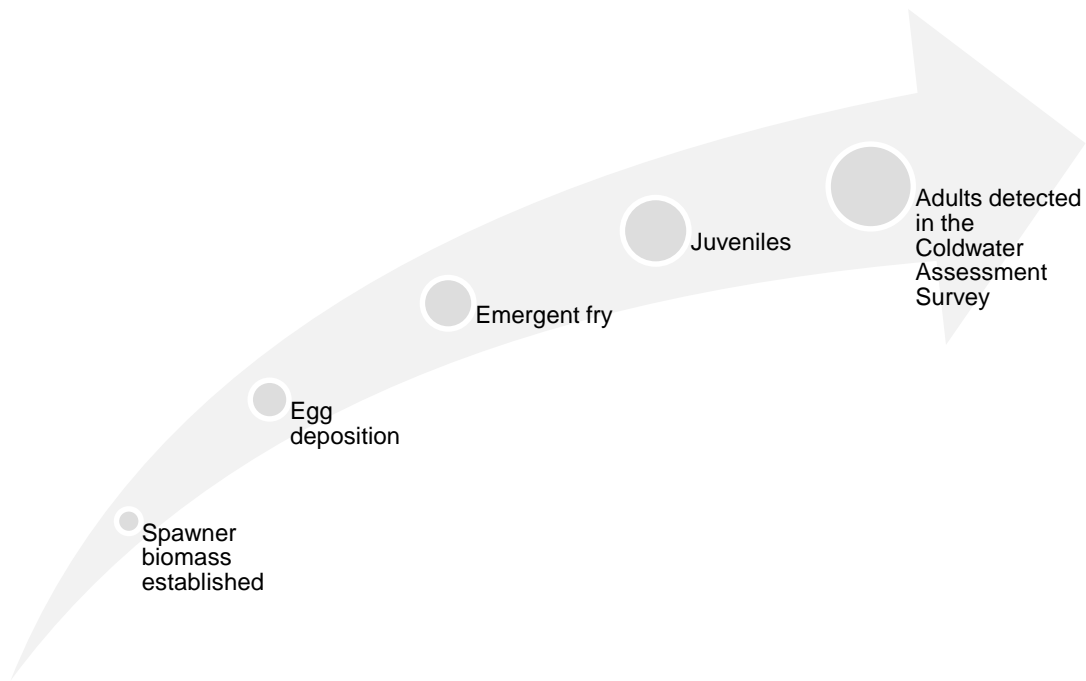 Adults detected
in the
Coldwater
Assessment
Survey
Juveniles
Emergent fry
Egg
deposition
Spawner
biomass
established